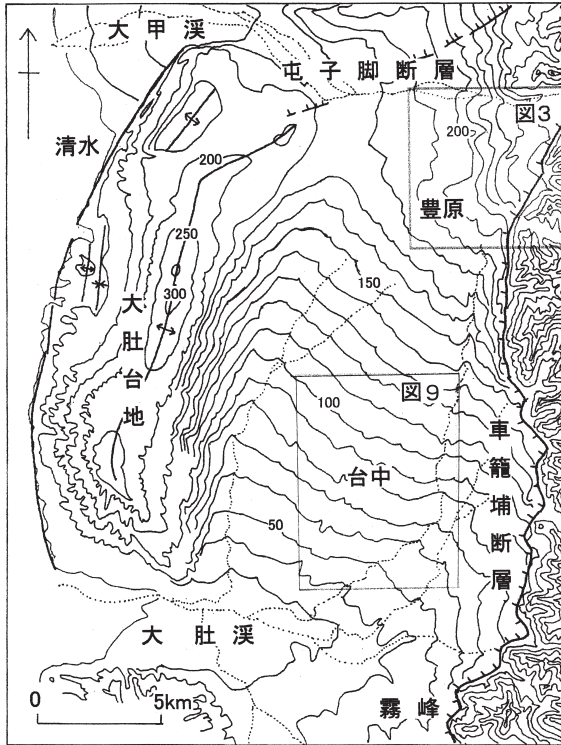 大甲渓
屯子脚断層
図3
200
清水
200
豊原
250
150
300
大肚台地
図9
100
車籠埔断層
台中
50
大肚渓
0 5km
霧峰